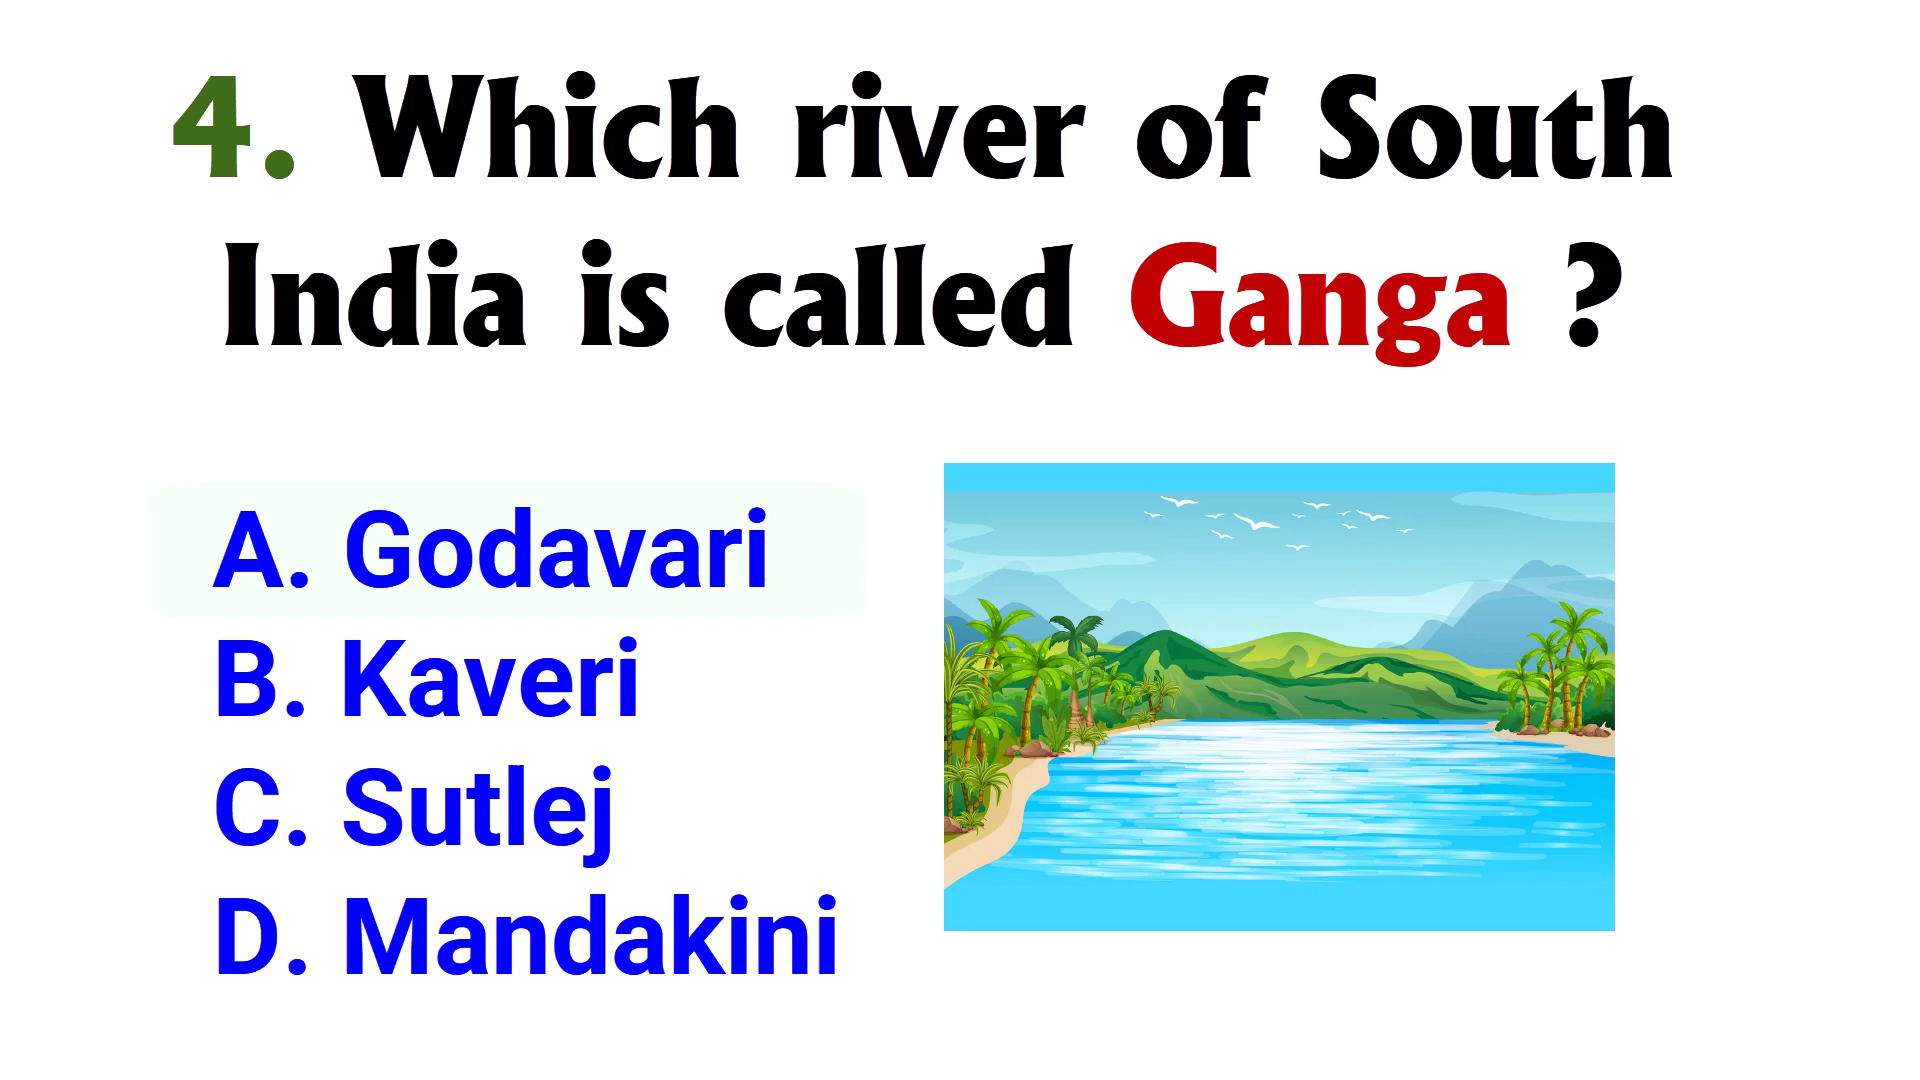 4. Which river of South
India is called Ganga ?
A. Godavari
B. Kaveri
C. Sutlej
D. Mandakini